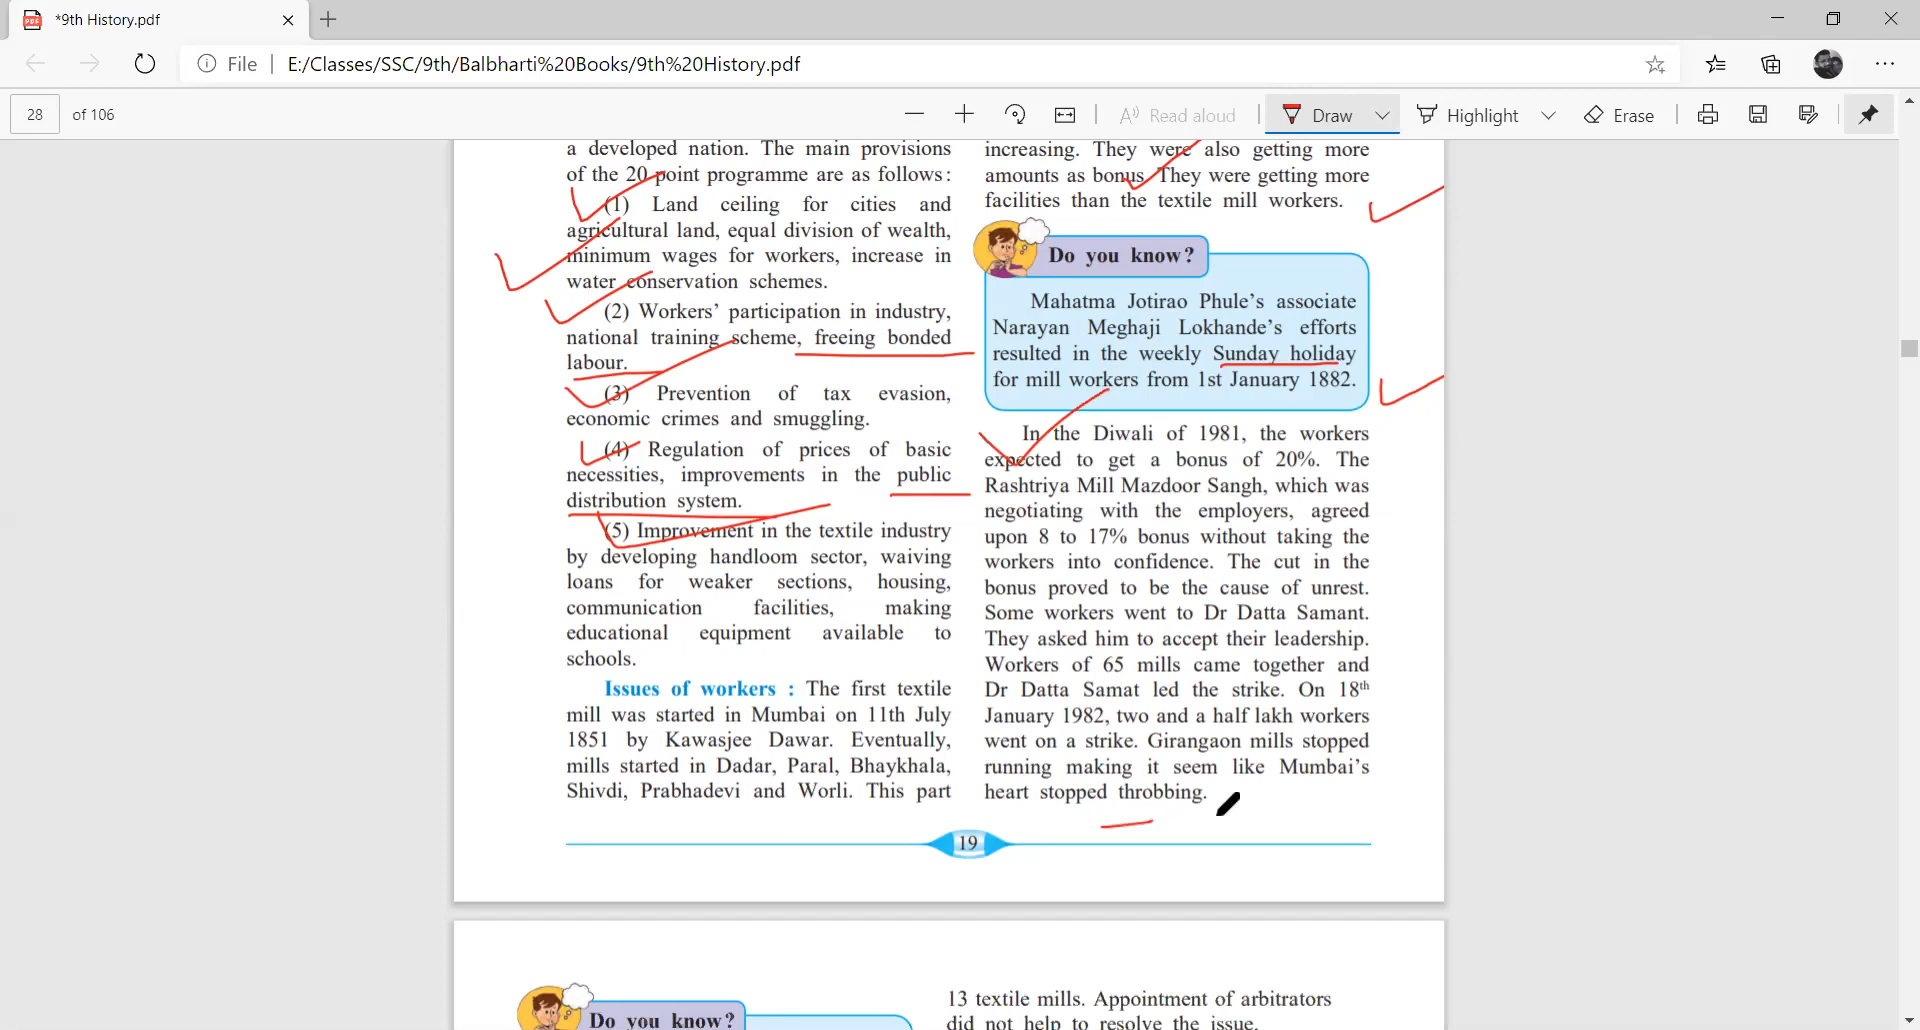 *9th History.pdf
File
E:/Classes/SSC/9th/Balbharti%20Books/9th%20History.pdf
28 of 106
Read aloud
Draw
Highlight
Erase
a developed nation. The main provisions
of the 20 point programme are as follows:
(1) Land ceiling for cities and
agricultural land, equal division of wealth,
minimum wages for workers, increase in
water conservation schemes.
(2) Workers' participation in industry,
national training scheme, freeing bonded
labour.
(3) Prevention of tax evasion,
economic crimes and smuggling.
(4) Regulation of prices of basic
necessities, improvements in the public
distribution system.
(5) Improvement in the textile industry
by developing handloom sector, waiving
loans for weaker sections, housing,
communication facilities, making
educational equipment available to
schools.
Issues of workers : The first textile
mill was started in Mumbai on 11th July
1851 by Kawasjee Dawar. Eventually,
mills started in Dadar, Paral, Bhaykhala,
Shivdi, Prabhadevi and Worli. This part
increasing. They were also getting more
amounts as bonus. They were getting more
facilities than the textile mill workers.
Do you know?
Mahatma Jotirao Phule's associate
Narayan Meghaji Lokhande's efforts
resulted in the weekly Sunday holiday
for mill workers from 1st January 1882.
In the Diwali of 1981, the workers
expected to get a bonus of 20%. The
Rashtriya Mill Mazdoor Sangh, which was
negotiating with the employers, agreed
upon 8 to 17% bonus without taking the
workers into confidence. The cut in the
bonus proved to be the cause of unrest.
Some workers went to Dr Datta Samant.
They asked him to accept their leadership.
Workers of 65 mills came together and
Dr Datta Samat led the strike. On 18th
January 1982, two and a half lakh workers
went on a strike. Girangaon mills stopped
running making it seem like Mumbai's
heart stopped throbbing.
19
Do you know?
13 textile mills. Appointment of arbitrators
did not help to resolve the issue.